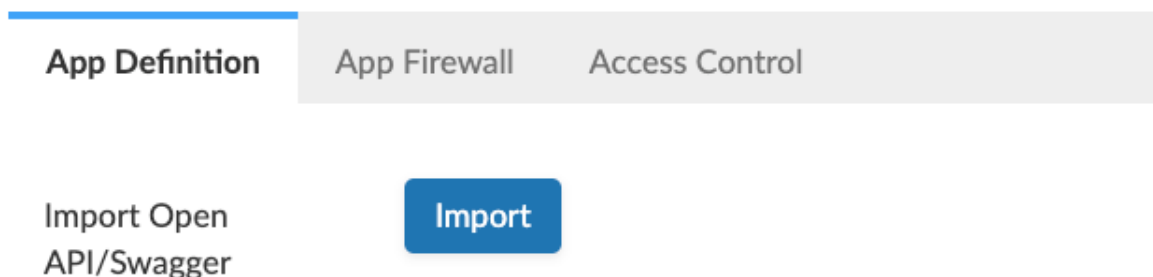 App Definition App Firewall Access Control
Import Open Import
API/Swagger